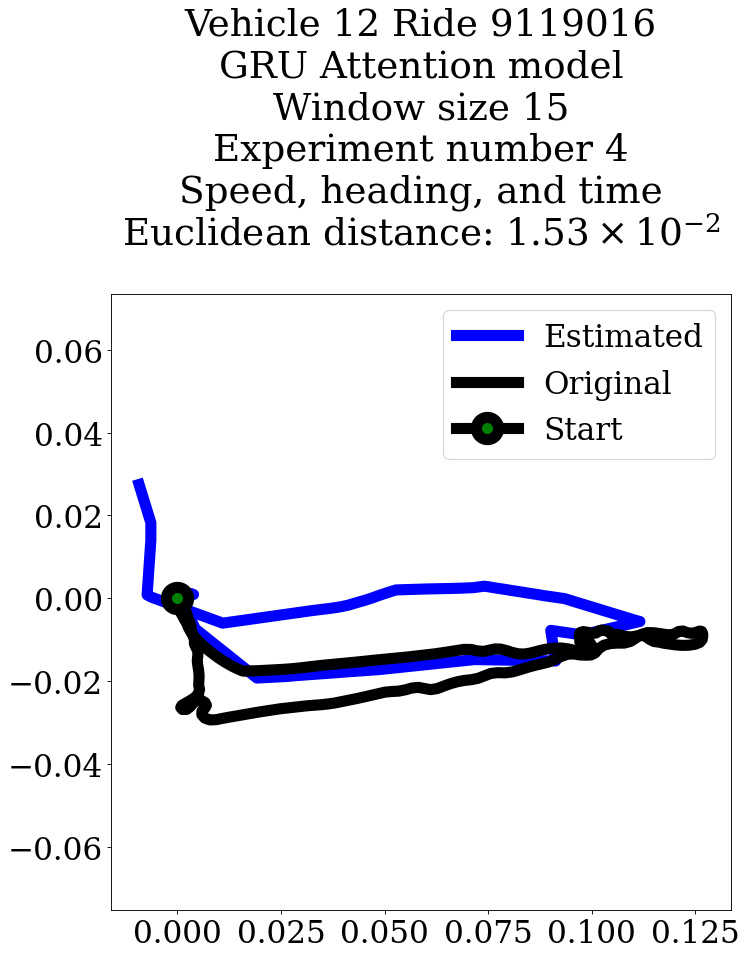 Vehicle 12 Ride 9119016
GRU Attention model
Window size 15
Experiment number 4
Speed, heading, and time
Euclidean distance: 1.53 × 10⁻²
Estimated
Original
Start
0.06
0.04
0.02
0.00
−0.02
−0.04
−0.06
0.000 0.025 0.050 0.075 0.100 0.125